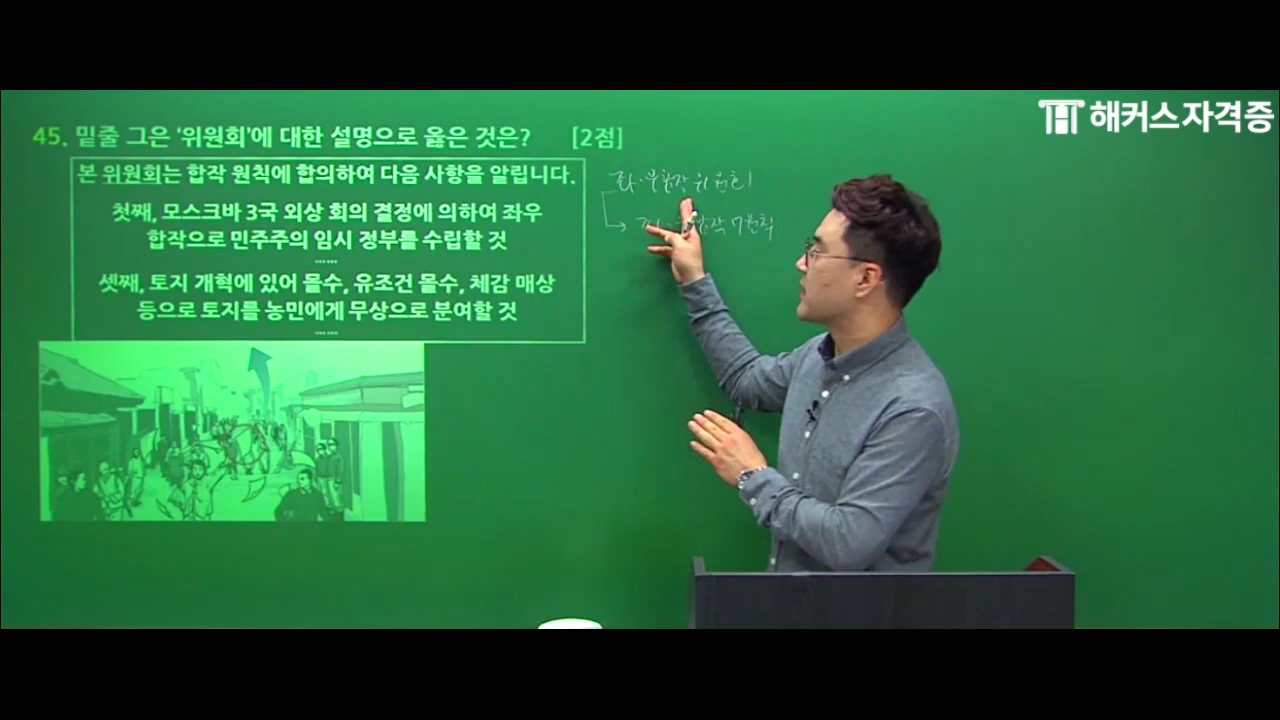 해커스자격증
45. 밑줄 그은 '위원회'에 대한 설명으로 옳은 것은? [2점]
본 위원회는 합작 원칙에 합의하여 다음 사항을 알립니다.
첫째, 모스크바 3국 외상 회의 결정에 의하여 좌우
합작으로 민주주의 임시 정부를 수립할 것
……
셋째, 토지 개혁에 있어 몰수, 유조건 몰수, 체감 매상
등으로 토지를 농민에게 무상으로 분여할 것
……
좌·우합작 위원회
합작 7원칙